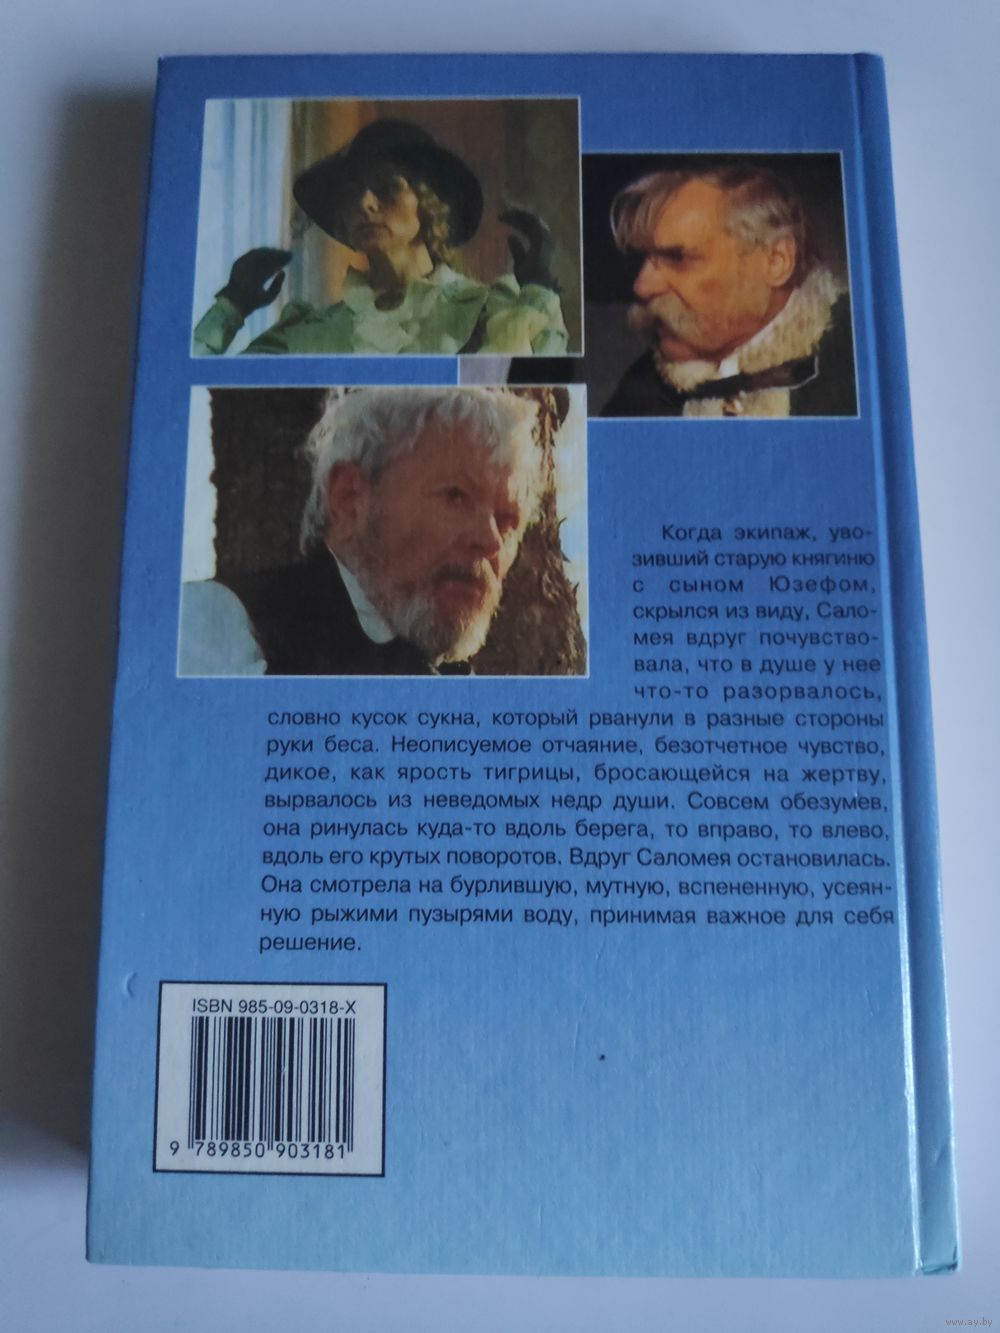 Когда экипаж, уво-
зивший старую княгиню
с сыном Юзефом,
скрылся из виду, Сало-
мея вдруг почувство-
вала, что в душе у нее
что-то разорвалось,
словно кусок сукна, который рванули в разные стороны
руки беса. Неописуемое отчаяние, безотчетное чувство,
дикое, как ярость тигрицы, бросающейся на жертву,
вырвалось из неведомых недр души. Совсем обезумев,
она ринулась куда-то вдоль берега, то вправо, то влево,
вдоль его крутых поворотов. Вдруг Саломея остановилась.
Она смотрела на бурлившую, мутную, вспененную, усеян-
ную рыжими пузырями воду, принимая важное для себя
решение.
ISBN 985-09-0318-X
9 789850 903181
www.ay.by